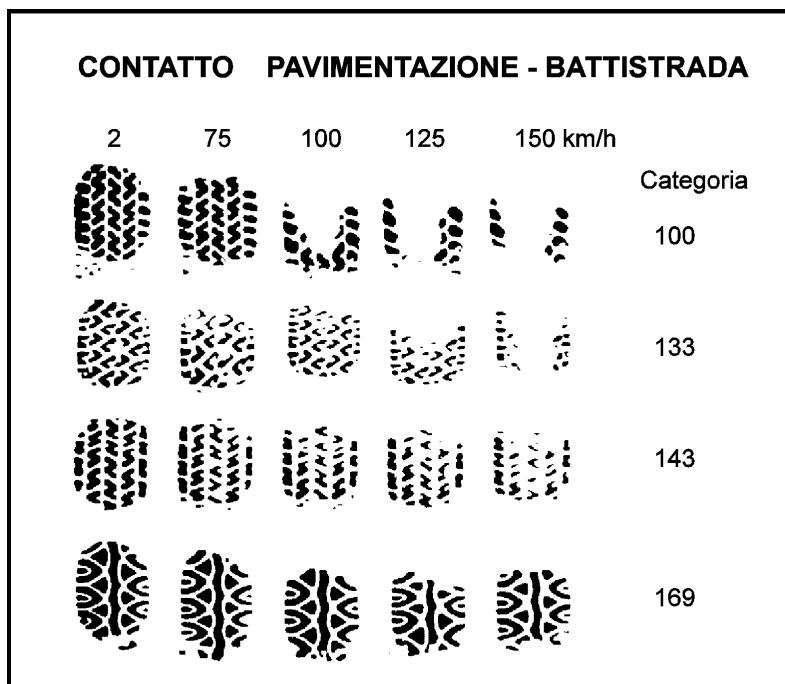 CONTATTO PAVIMENTAZIONE - BATTISTRADA
2 75 100 125 150 km/h
Categoria
100
133
143
169